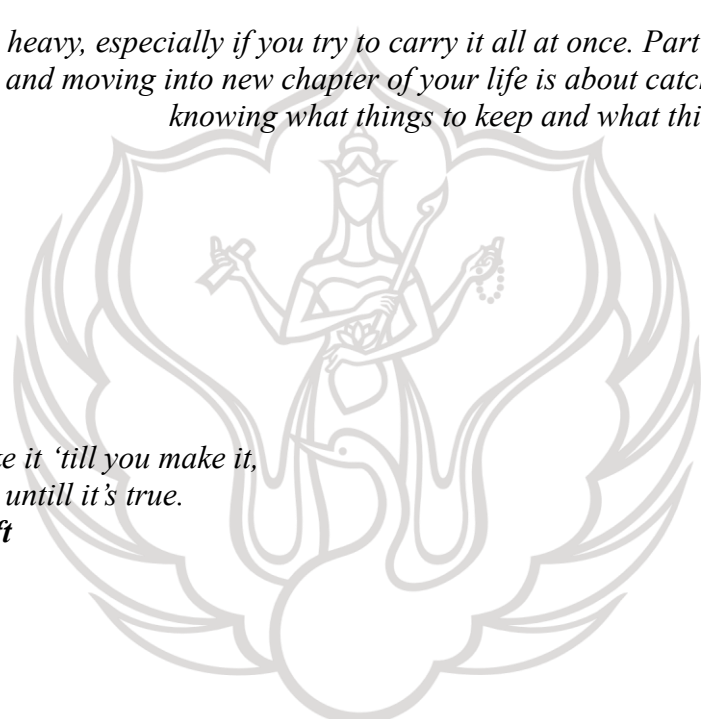 heavy, especially if you try to carry it all at once. Part
and moving into new chapter of your life is about catc
knowing what things to keep and what thi
e it ‘till you make it,
untill it’s true.
ft